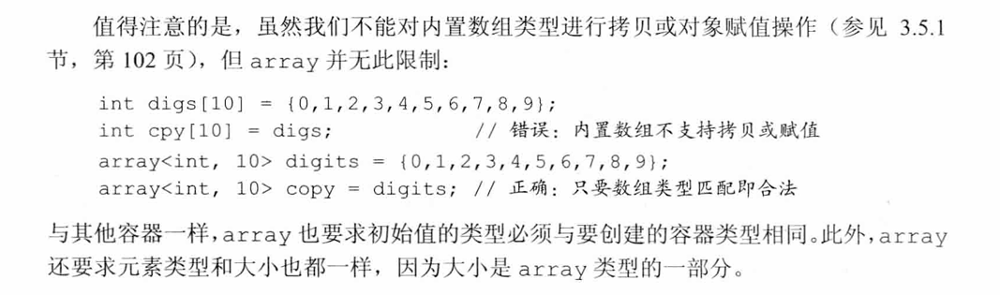 值得注意的是，虽然我们不能对内置数组类型进行拷贝或对象赋值操作（参见 3.5.1
节，第 102 页），但 array 并无此限制：
int digs[10] = {0,1,2,3,4,5,6,7,8,9};
int cpy[10] = digs; // 错误：内置数组不支持拷贝或赋值
array<int, 10> digits = {0,1,2,3,4,5,6,7,8,9};
array<int, 10> copy = digits; // 正确：只要数组类型匹配即合法
与其他容器一样，array 也要求初始值的类型必须与要创建的容器类型相同。此外，array
还要求元素类型和大小也都一样，因为大小是 array 类型的一部分。